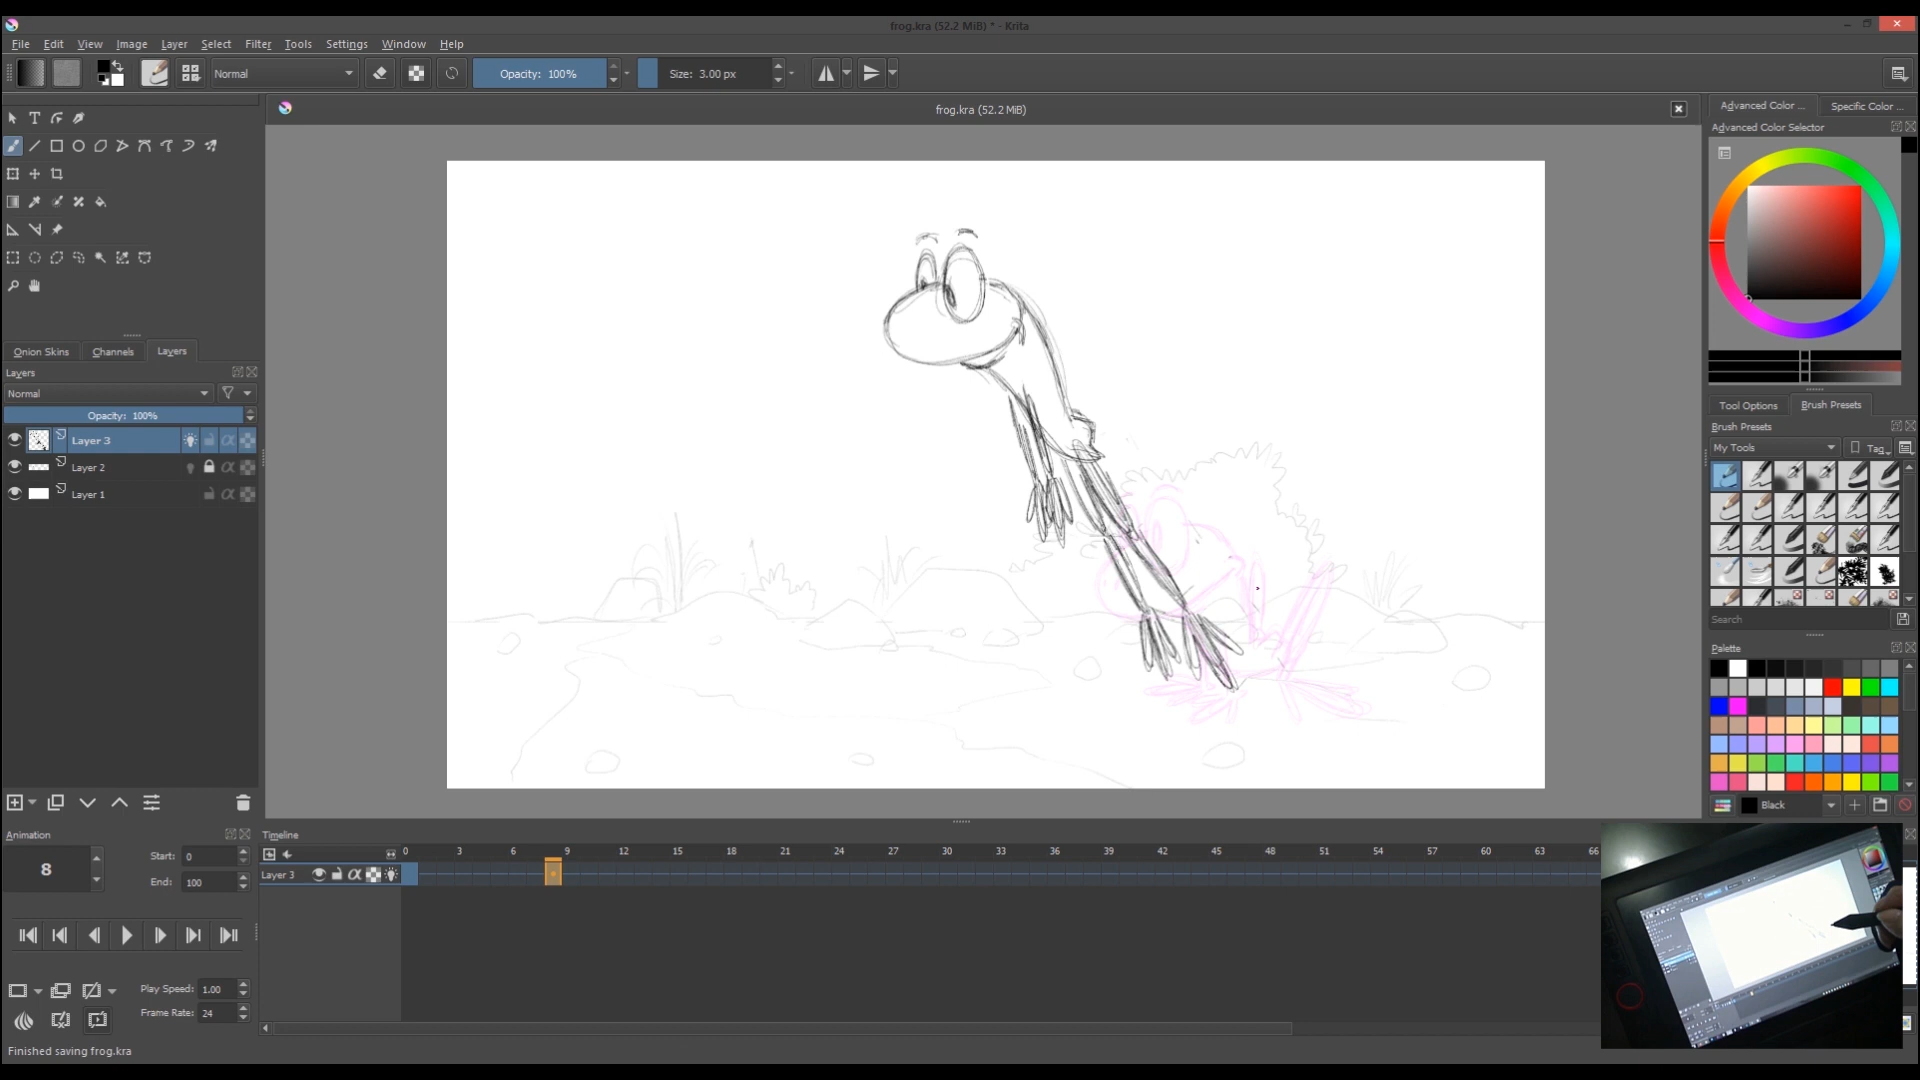 frog.kra (52.2 MiB) * - Krita
File Edit View Image Layer Select Filter Tools Settings Window Help
Normal Opacity: 100% Size: 3.00 px
frog.kra (52.2 MiB)
Advanced Color ... Specific Color ...
Advanced Color Selector
Onion Skins Channels Layers
Layers
Normal
Opacity: 100%
Layer 3
Layer 2
Layer 1
Tool Options Brush Presets
Brush Presets
My Tools Tag
Search
Palette
Black
Animation
8
Start: 0
End: 100
Play Speed: 1.00
Frame Rate: 24
Timeline
0 3 6 9 12 15 18 21 24 27 30 33 36 39 42 45 48 51 54 57 60 63 66
Layer 3
Finished saving frog.kra